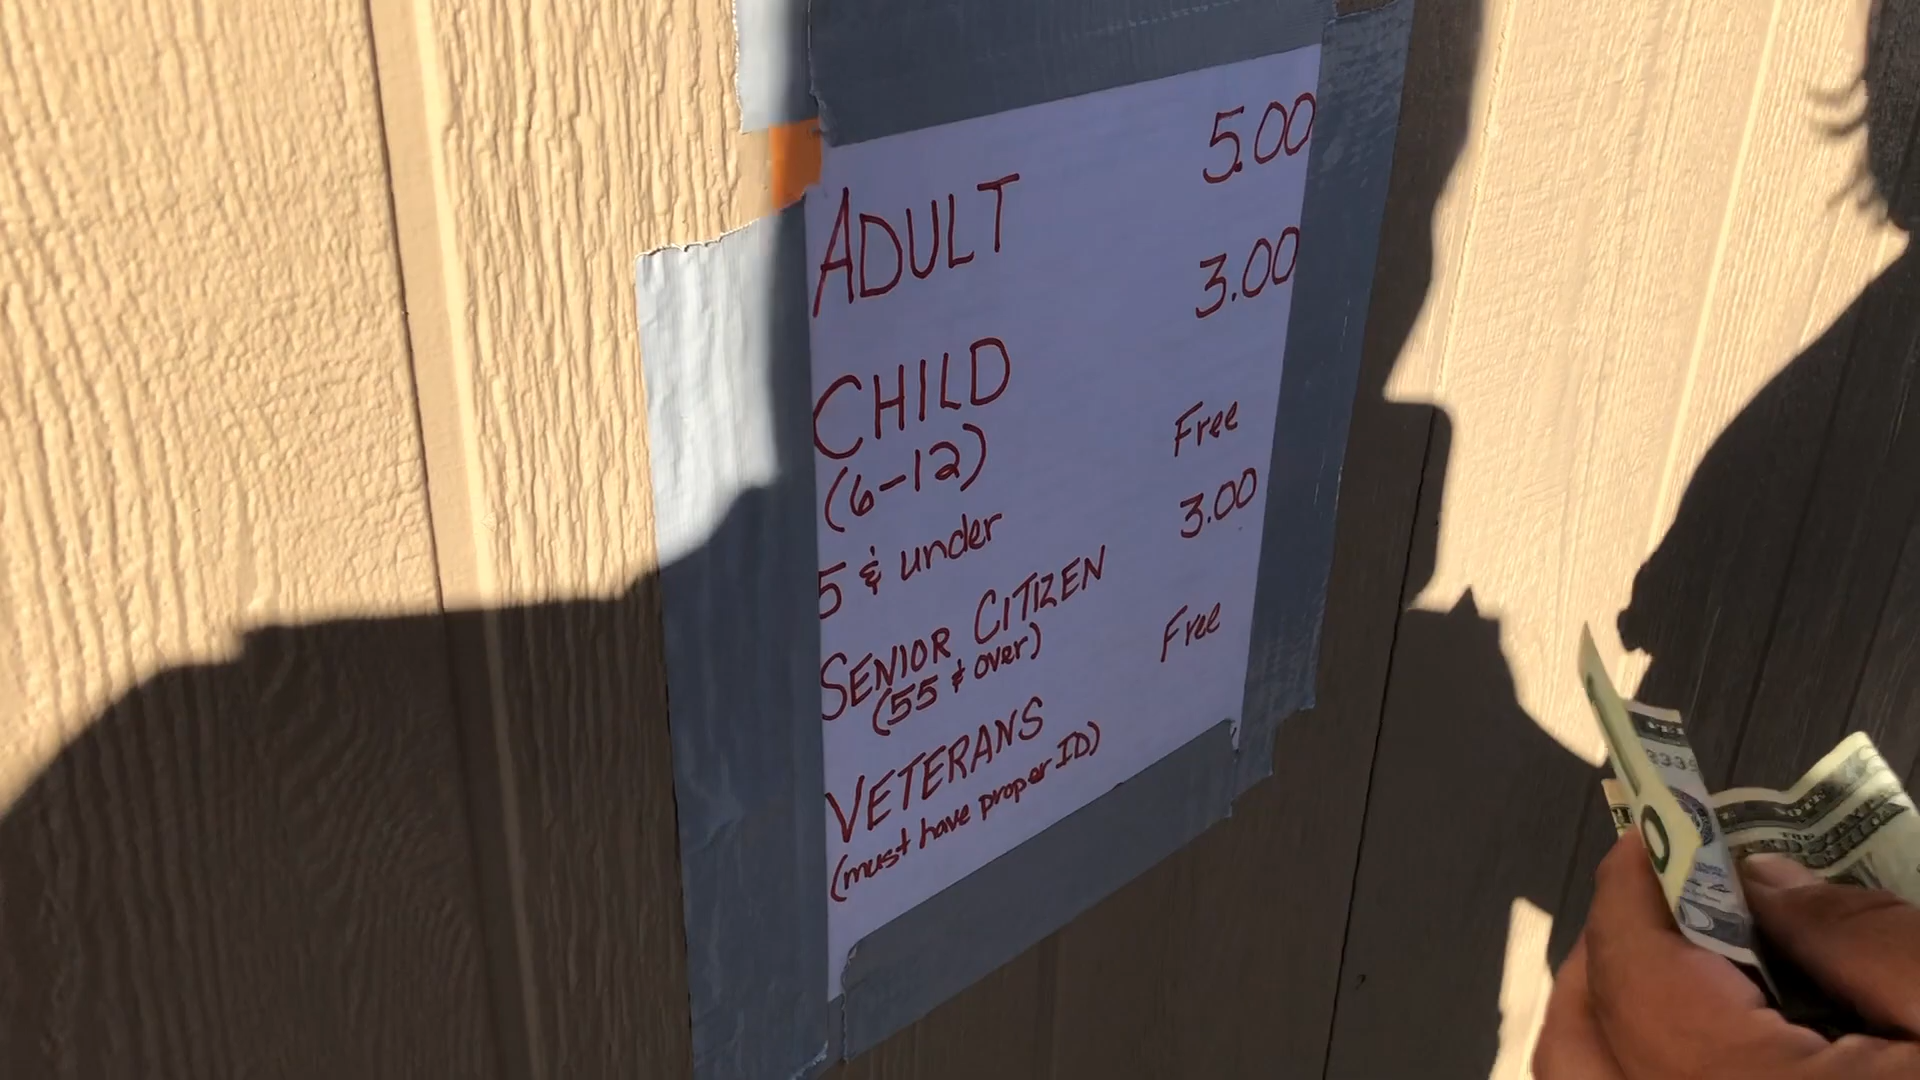 ADULT 5.00
CHILD 3.00
(6-12)
5 & under Free
SENIOR CITIZEN 3.00
(55 & over)
VETERANS Free
(must have proper ID)